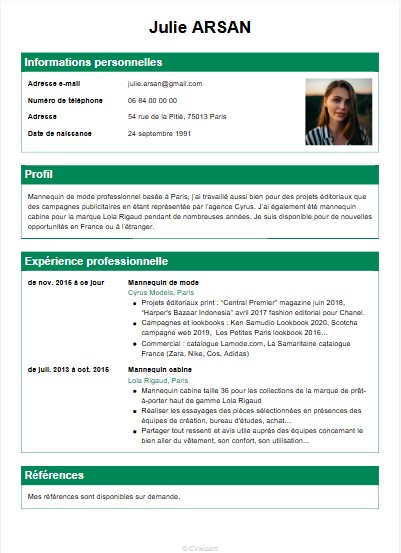 Julie ARSAN
Informations personnelles
Adresse e-mail julie.arsan@gmail.com
Numéro de téléphone 06 84 00 00 00
Adresse 54 rue de la Pitié, 75013 Paris
Date de naissance 24 septembre 1991
Profil
Mannequin de mode professionnel basée à Paris, j'ai travaillé aussi bien pour des projets éditoriaux que
des campagnes publicitaires en étant représentée par l'agence Cyrus. J'ai également été mannequin
cabine pour la marque Lola Rigaud pendant de nombreuses années. Je suis disponible pour de nouvelles
opportunités en France ou à l'étranger.
Expérience professionnelle
de nov. 2015 à ce jour Mannequin de mode
Cyrus Models, Paris
• Projets éditoriaux print : “Central Premier” magazine juin 2018,
“Harper's Bazaar Indonesia” avril 2017 fashion editorial pour Chanel.
• Campagnes et lookbooks : Ken Samudio Lookbook 2020, Scotcha
campagne web 2019, Les Petites Paris lookbook 2016…
• Commercial : catalogue Lamode.com, La Samaritaine catalogue
France (Zara, Nike, Cos, Adidas)
de juil. 2013 à oct. 2015 Mannequin cabine
Lola Rigaud, Paris
• Mannequin cabine taille 36 pour les collections de la marque de prêt-
à-porter haut de gamme Lola Rigaud
• Réaliser les essayages des pièces sélectionnées en présences des
équipes de création, bureau d'études, achat…
• Partager tout ressenti et avis utile auprès des équipes concernant le
bien aller du vêtement, son confort, son utilisation...
Références
Mes références sont disponibles sur demande.
© CVwizard